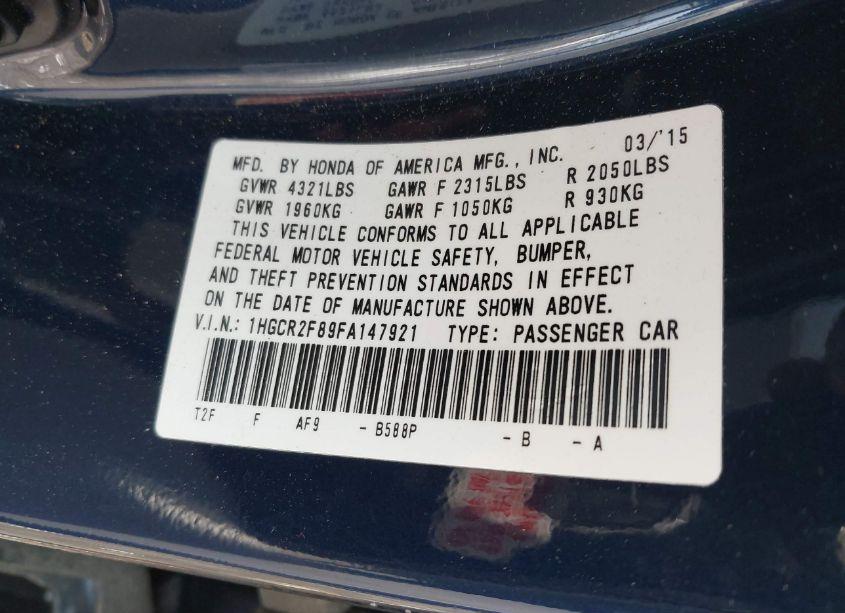 MFD. BY HONDA OF AMERICA MFG., INC. 03/'15
GVWR 4321LBS GAWR F 2315LBS R 2050LBS
GVWR 1960KG GAWR F 1050KG R 930KG
THIS VEHICLE CONFORMS TO ALL APPLICABLE
FEDERAL MOTOR VEHICLE SAFETY, BUMPER,
AND THEFT PREVENTION STANDARDS IN EFFECT
ON THE DATE OF MANUFACTURE SHOWN ABOVE.
V.I.N.: 1HGCR2F89FA147921 TYPE: PASSENGER CAR
T2F F AF9 - B588P - B - A